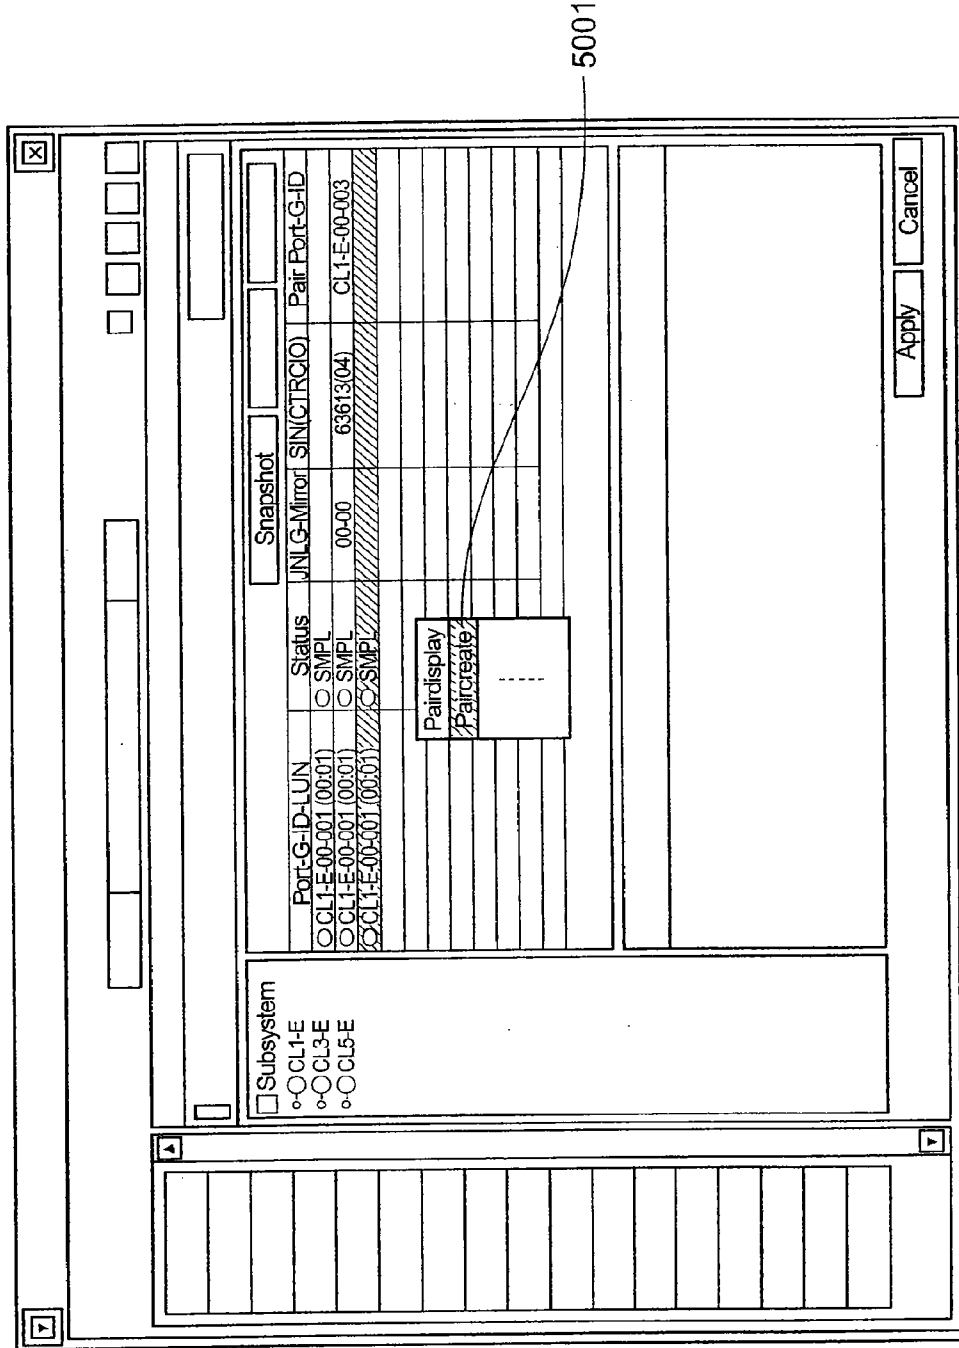 Snapshot
Port-G-ID-LUN Status JNLG-Mirror SIN(CTRCIO) Pair Port-G-ID
CL1-E-00-001 (00:01) SMPL
CL1-E-00-001 (00:01) SMPL 00-00 63613(04) CL1-E-00-003
CL1-E-00-001 (00:01) SMPL
Subsystem
CL1-E
CL3-E
CL5-E
Pairdisplay
Paircreate
Apply Cancel
5001